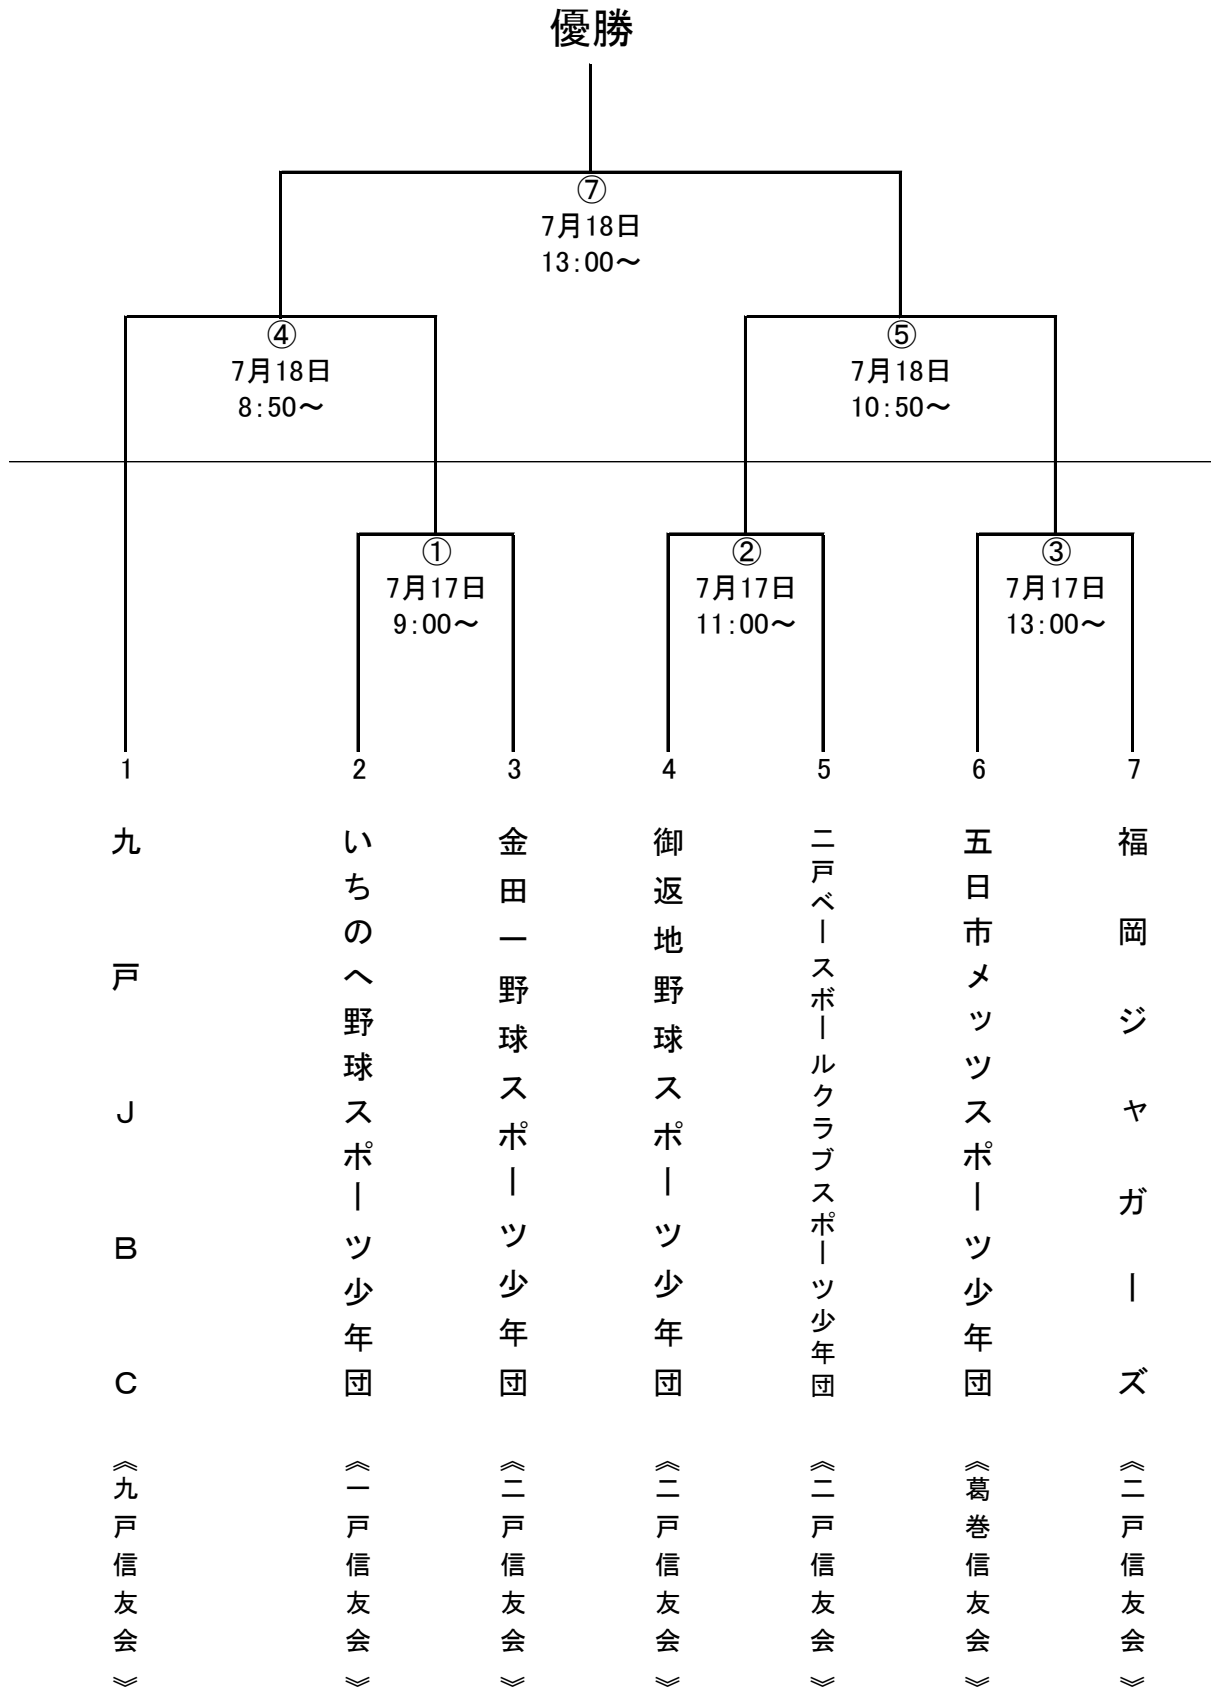 優勝
⑦
7月18日
13:00～
④
7月18日
8:50～
⑤
7月18日
10:50～
①
7月17日
9:00～
②
7月17日
11:00～
③
7月17日
13:00～
1
2
3
4
5
6
7
九戸JBC
いちのへ野球スポーツ少年団
金田一野球スポーツ少年団
御返地野球スポーツ少年団
二戸ベースボールクラブスポーツ少年団
五日市メッツスポーツ少年団
福岡ジャガーズ
《九戸信友会》
《一戸信友会》
《二戸信友会》
《二戸信友会》
《二戸信友会》
《葛巻信友会》
《二戸信友会》